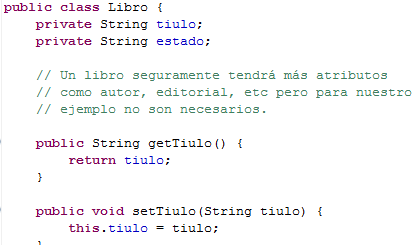 public class Libro {
private String tiulo;
private String estado;
// Un libro seguramente tendrá más atributos
// como autor, editorial, etc pero para nuestro
// ejemplo no son necesarios.
public String getTiulo() {
return tiulo;
}
public void setTiulo(String tiulo) {
this.tiulo = tiulo;